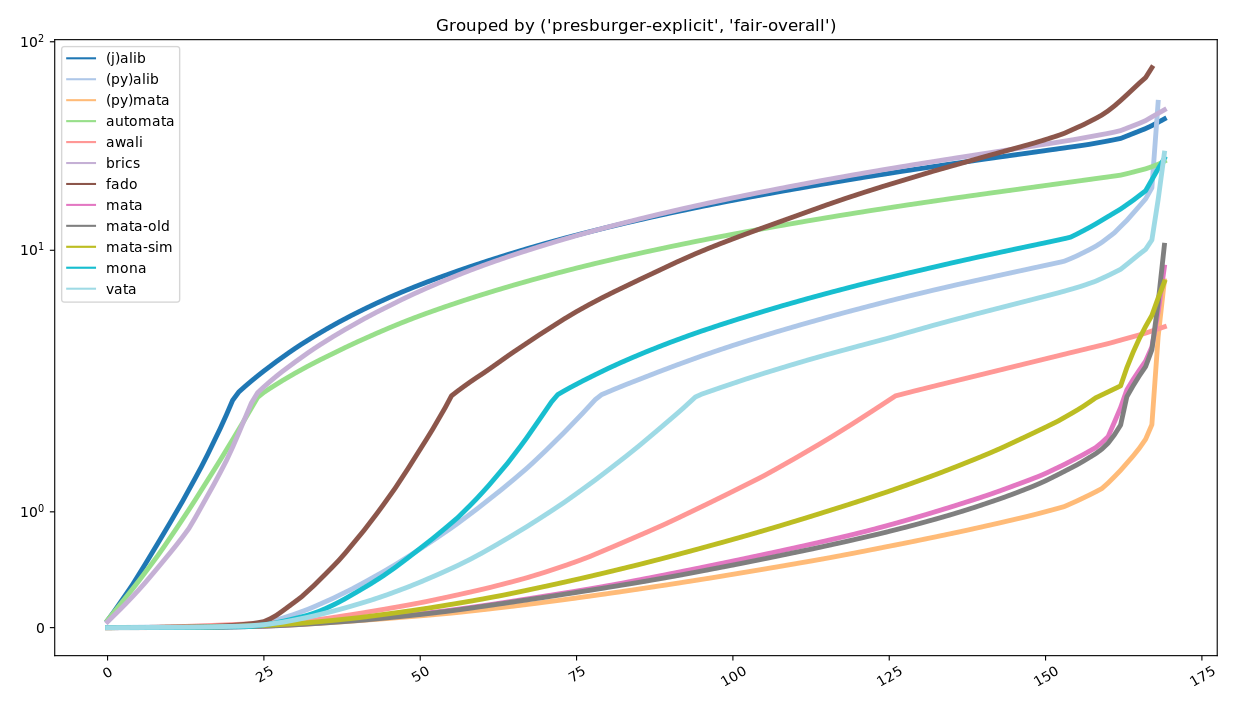 Grouped by ('presburger-explicit', 'fair-overall')
10²
10¹
10⁰
0
(j)alib
(py)alib
(py)mata
automata
awali
brics
fado
mata
mata-old
mata-sim
mona
vata
0
25
50
75
100
125
150
175